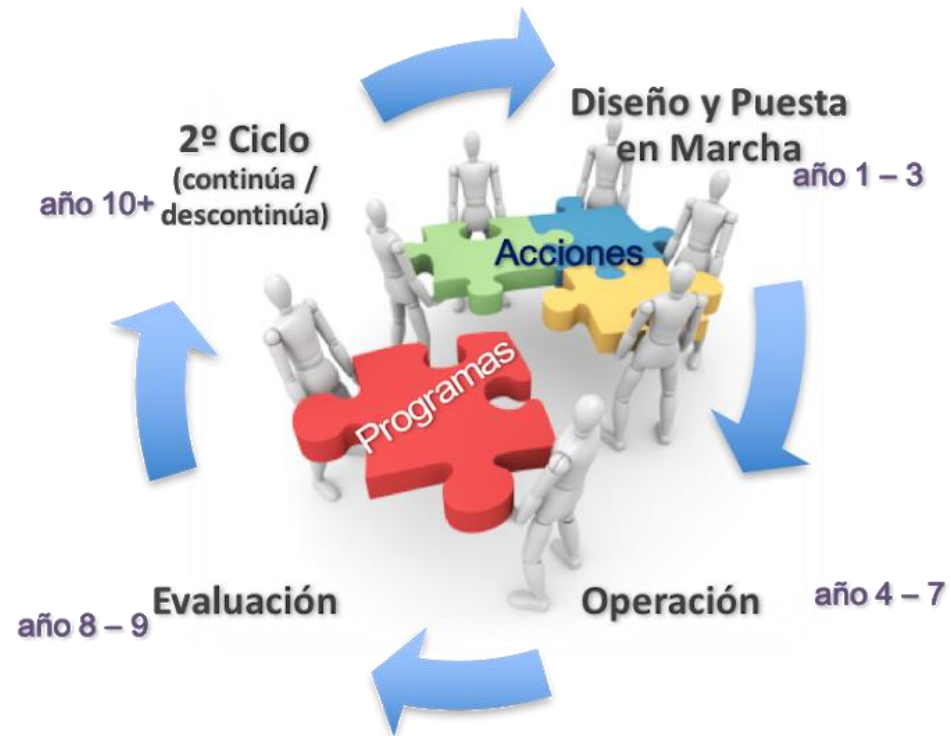 Diseño y Puesta
en Marcha
año 1 – 3
2º Ciclo
(continúa /
descontinúa)
año 10+
Acciones
Programas
Evaluación
año 8 – 9
Operación
año 4 – 7